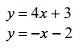 y = 4x + 3
y = −x − 2